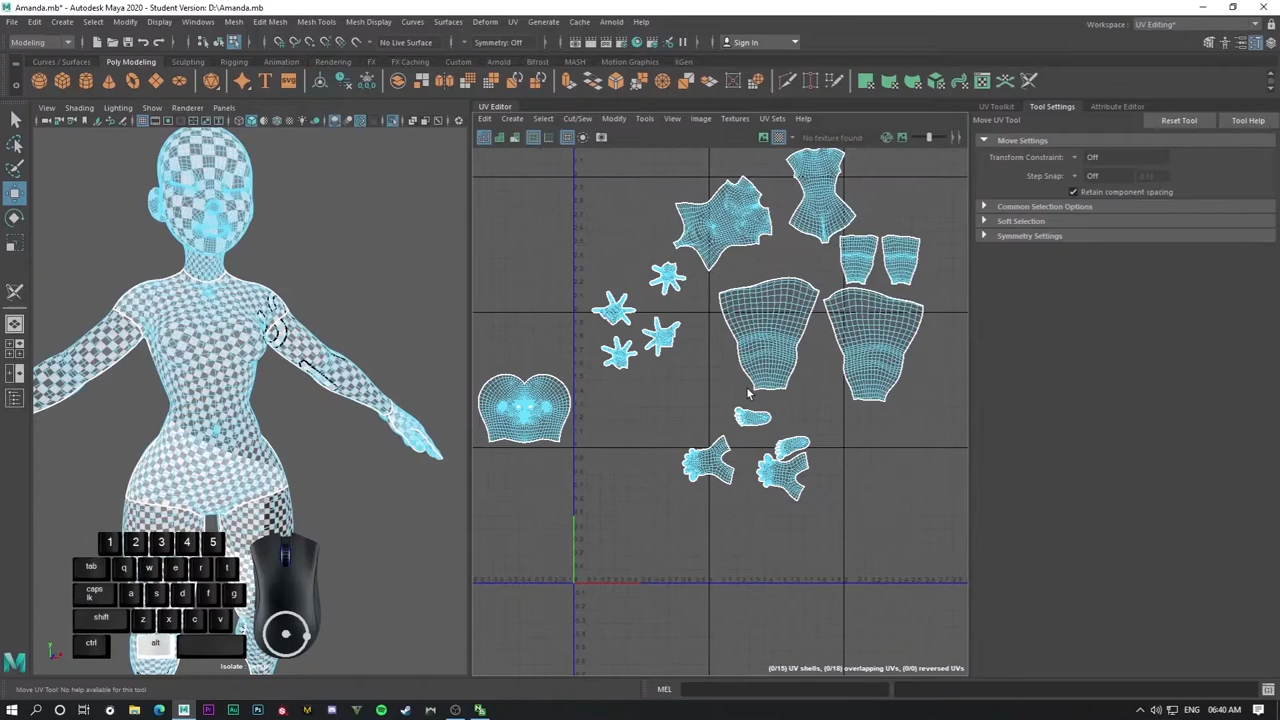 Amanda.mb* - Autodesk Maya 2020 - Student Version: D:\Amanda.mb
File Edit Create Select Modify Display Windows Mesh Edit Mesh Mesh Tools Mesh Display Curves Surfaces Deform UV Generate Cache Arnold Help
Workspace : UV Editing*
Modeling No Live Surface Symmetry: Off Sign In
Curves / Surfaces Poly Modeling Sculpting Rigging Animation Rendering FX FX Caching Custom Arnold Bifrost MASH Motion Graphics XGen
T SVG 0,0,0
View Shading Lighting Show Renderer Panels
UV Editor
Edit Create Select Cut/Sew Modify Tools View Image Textures UV Sets Help
No texture found
UV Toolkit Tool Settings Attribute Editor
Move UV Tool Reset Tool Tool Help
Move Settings
Transform Constraint: Off
Step Snap: Off
Retain component spacing
Common Selection Options
Soft Selection
Symmetry Settings
1 2 3 4 5
tab q w e r t
caps lk a s d f g
shift z x c v
ctrl alt
Isolate :
(0/15) UV shells, (0/18) overlapping UVs, (0/0) reversed UVs
Move UV Tool: No help available for this tool
MEL
ENG 06:40 AM